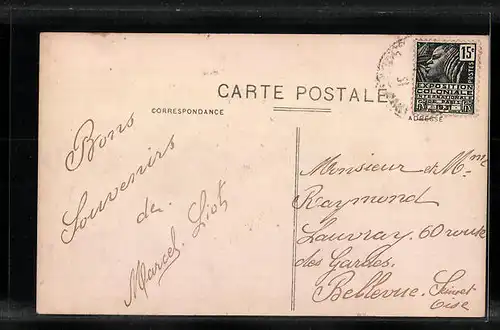 CARTE POSTALE
CORRESPONDANCE
ADRESSE
15c
POSTES
EXPOSITION
COLONIALE
INTERNATIONALE
Bons
Souvenirs
de
Marcel Liot
Monsieur et Mme
Raymond
Lauvray. 60 route
des Gardes.
Bellevue. Seine et
Oise